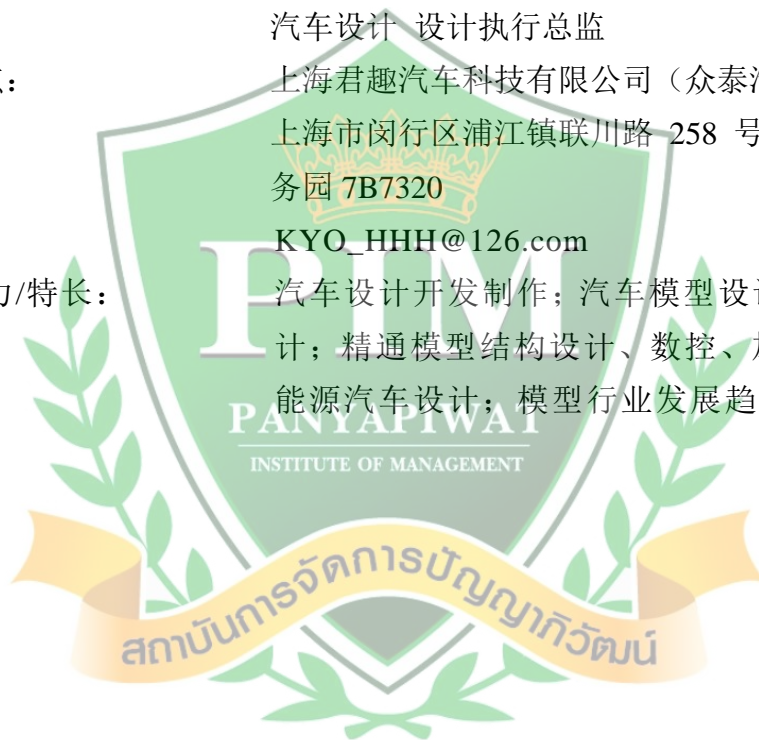 汽车设计 设计执行总监
：
上海君趣汽车科技有限公司（众泰
上海市闵行区浦江镇联川路 258 号
务园 7B7320
KYO_HHH@126.com
/特长：
汽车设计开发制作；汽车模型设
计；精通模型结构设计、数控、
能源汽车设计；模型行业发展趋
PIM
PANYAPIWAT
INSTITUTE OF MANAGEMENT
สถาบันการจัดการปัญญาภิวัฒน์